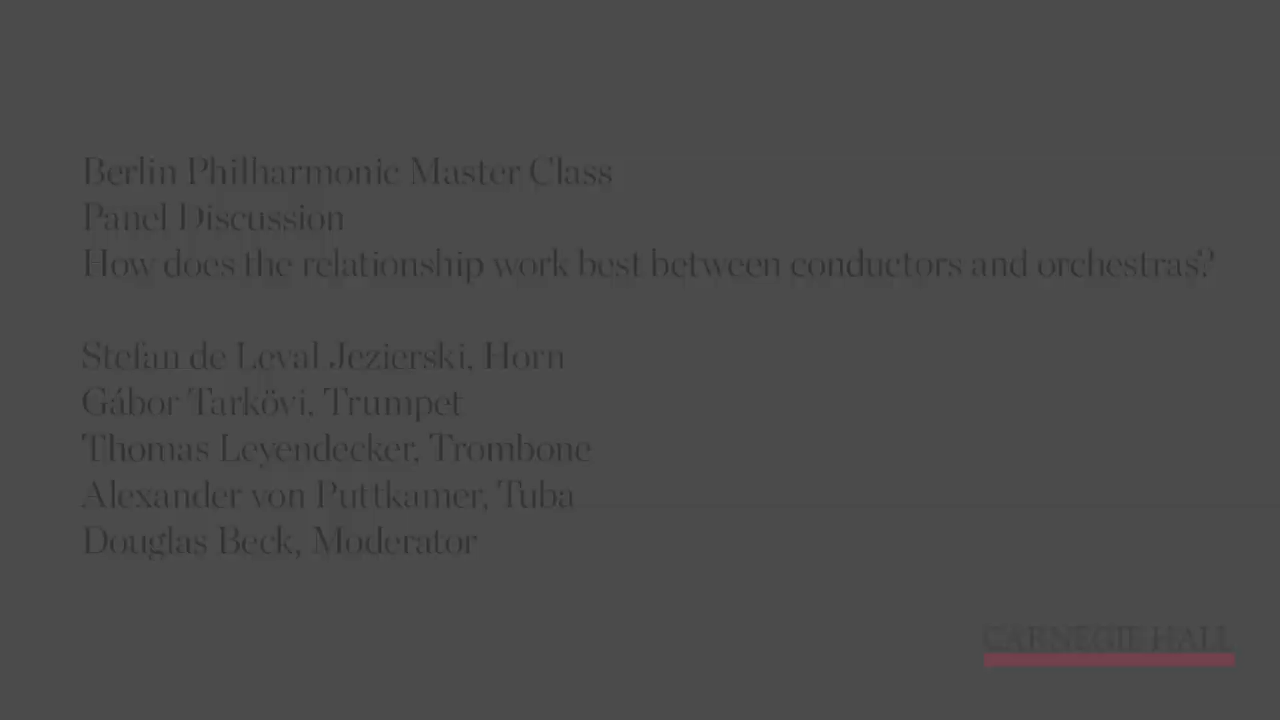 Berlin Philharmonic Master Class
Panel Discussion
How does the relationship work best between conductors and orchestras?
Stefan de Leval Jezierski, Horn
Gábor Tarkövi, Trumpet
Thomas Leyendecker, Trombone
Alexander von Puttkamer, Tuba
Douglas Beck, Moderator
CARNEGIE HALL